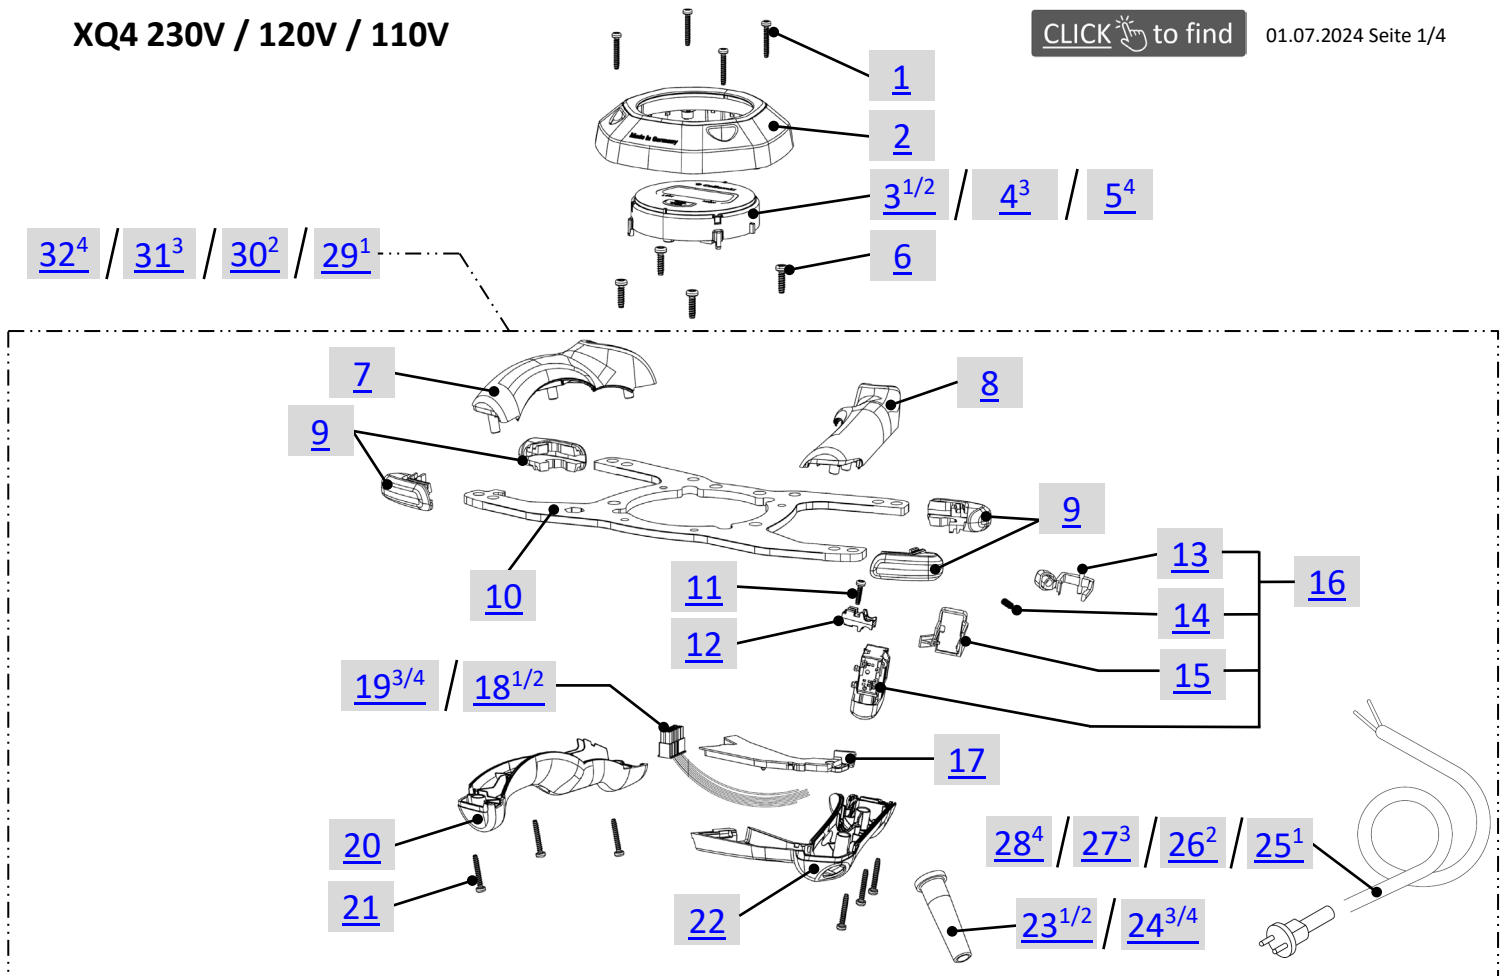 XQ4 230V / 120V / 110V
CLICK to find
01.07.2024 Seite 1/4
1
2
Made in Germany
3^1/2 / 4^3 / 5^4
32^4 / 31^3 / 30^2 / 29^1
6
7
8
9
9
10
11
12
13
14
15
16
19^3/4 / 18^1/2
17
20
21
22
28^4 / 27^3 / 26^2 / 25^1
23^1/2 / 24^3/4